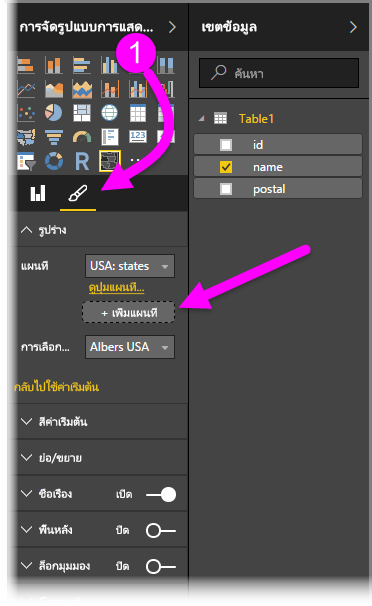 การจัดรูปแบบการแสด...
เขตข้อมูล
1
ค้นหา
Table1
id
name
postal
123
R
รูปร่าง
แผนที่
USA: states
ดูปุ่มแผนที่...
+ เพิ่มแผนที่
การเลือก...
Albers USA
กลับไปใช้ค่าเริ่มต้น
สีค่าเริ่มต้น
ย่อ/ขยาย
ชื่อเรื่อง
เปิด
พื้นหลัง
ปิด
ล็อกมุมมอง
ปิด